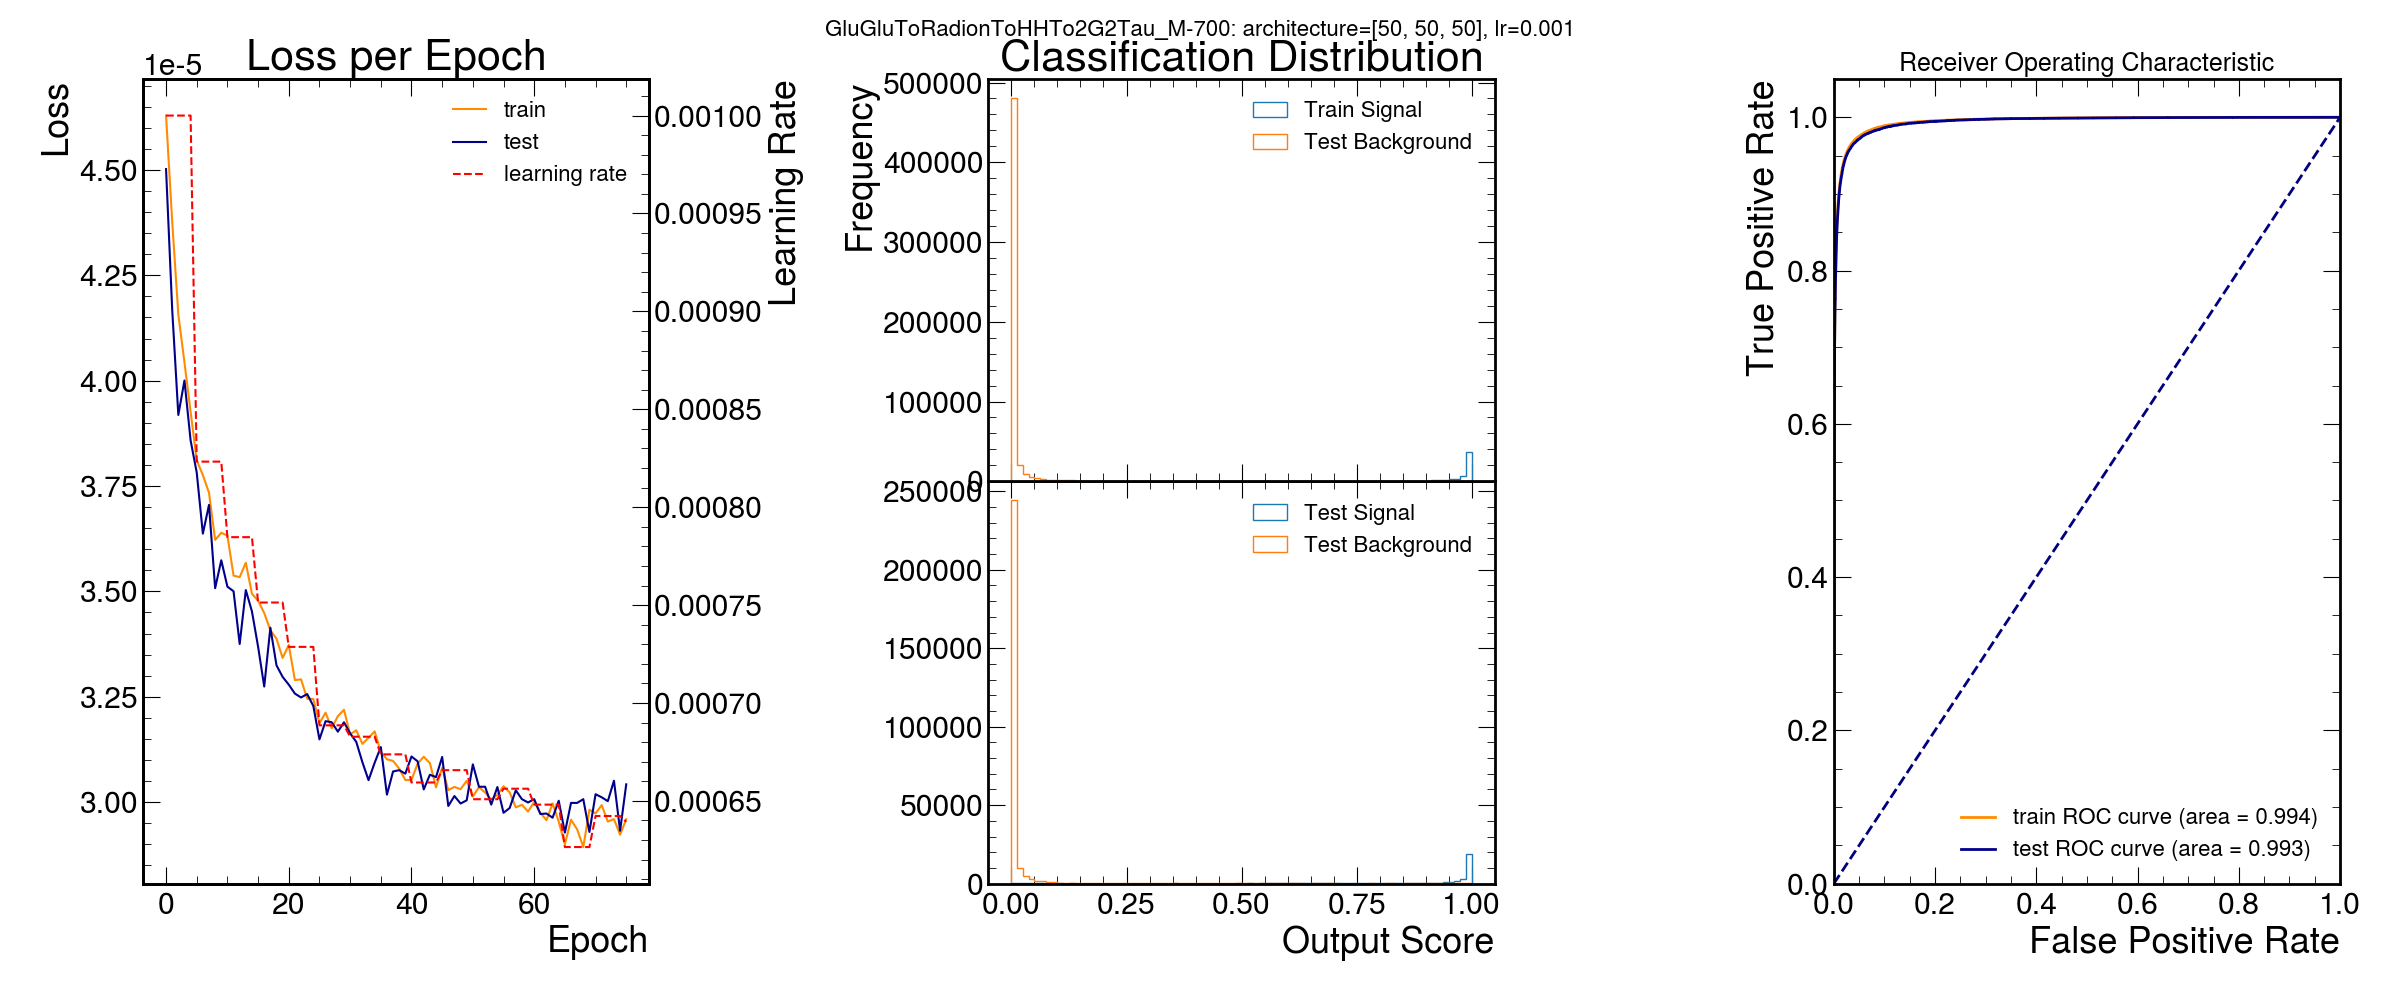 GluGluToRadionToHHTo2G2Tau_M-700: architecture=[50, 50, 50], lr=0.001
Loss per Epoch
1e-5
Loss
4.50
4.25
4.00
3.75
3.50
3.25
3.00
0 20 40 60
Epoch
train
test
learning rate
Learning Rate
0.00100
0.00095
0.00090
0.00085
0.00080
0.00075
0.00070
0.00065
Classification Distribution
Frequency
500000
400000
300000
200000
100000
0
Train Signal
Test Background
250000
200000
150000
100000
50000
0
Test Signal
Test Background
0.00 0.25 0.50 0.75 1.00
Output Score
Receiver Operating Characteristic
True Positive Rate
1.0
0.8
0.6
0.4
0.2
0.0
train ROC curve (area = 0.994)
test ROC curve (area = 0.993)
0.0 0.2 0.4 0.6 0.8 1.0
False Positive Rate